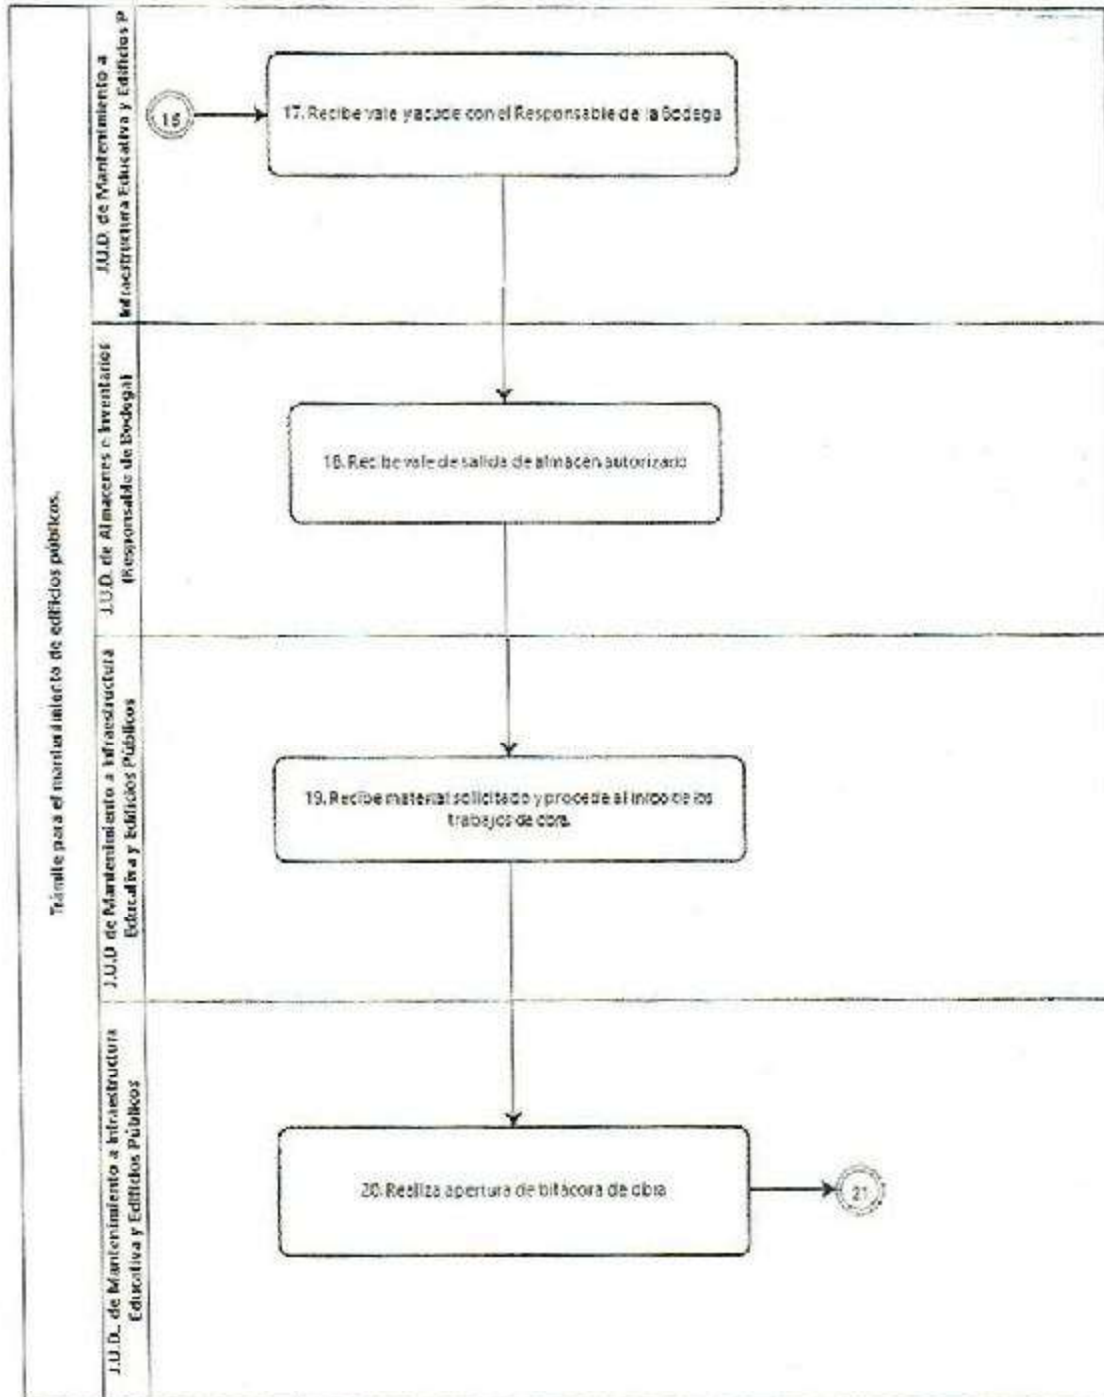 Trámite para el mantenimiento de edificios públicos.
J.U.D. de Mantenimiento a
Infraestructura Educativa y Edificios P
16
17. Recibe vale y acude con el Responsable de la Bodega
J.U.D. de Almacenes e Inventarios
(Responsable de Bodega)
18. Recibe vale de salida de almacén autorizado
J.U.D de Mantenimiento a Infraestructura
Educativa y Edificios Públicos
19. Recibe material solicitado y procede al inicio de los
trabajos de obra.
J.U.D.. de Mantenimiento a Infraestructura
Educativa y Edificios Públicos
20. Realiza apertura de bitácora de obra
21